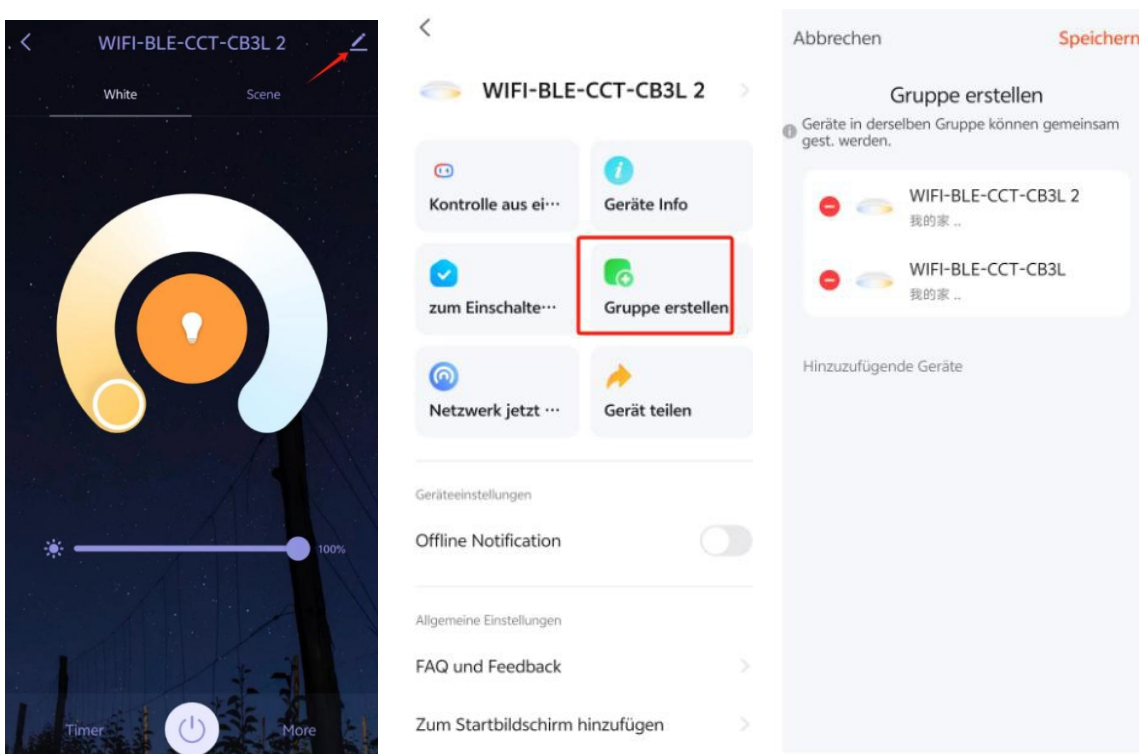 WIFI-BLE-CCT-CB3L 2
White
Scene
100%
Timer
More
WIFI-BLE-CCT-CB3L 2
Kontrolle aus ei···
Geräte Info
zum Einschalte···
Gruppe erstellen
Netzwerk jetzt ···
Gerät teilen
Geräteeinstellungen
Offline Notification
Allgemeine Einstellungen
FAQ und Feedback
Zum Startbildschirm hinzufügen
Abbrechen
Speichern
Gruppe erstellen
Geräte in derselben Gruppe können gemeinsam
gest. werden.
WIFI-BLE-CCT-CB3L 2
我的家 ..
WIFI-BLE-CCT-CB3L
我的家 ..
Hinzuzufügende Geräte